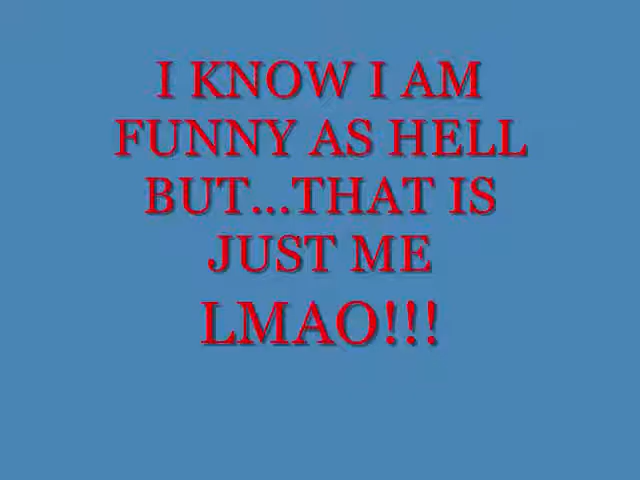 I KNOW I AM
FUNNY AS HELL
BUT...THAT IS
JUST ME
LMAO!!!